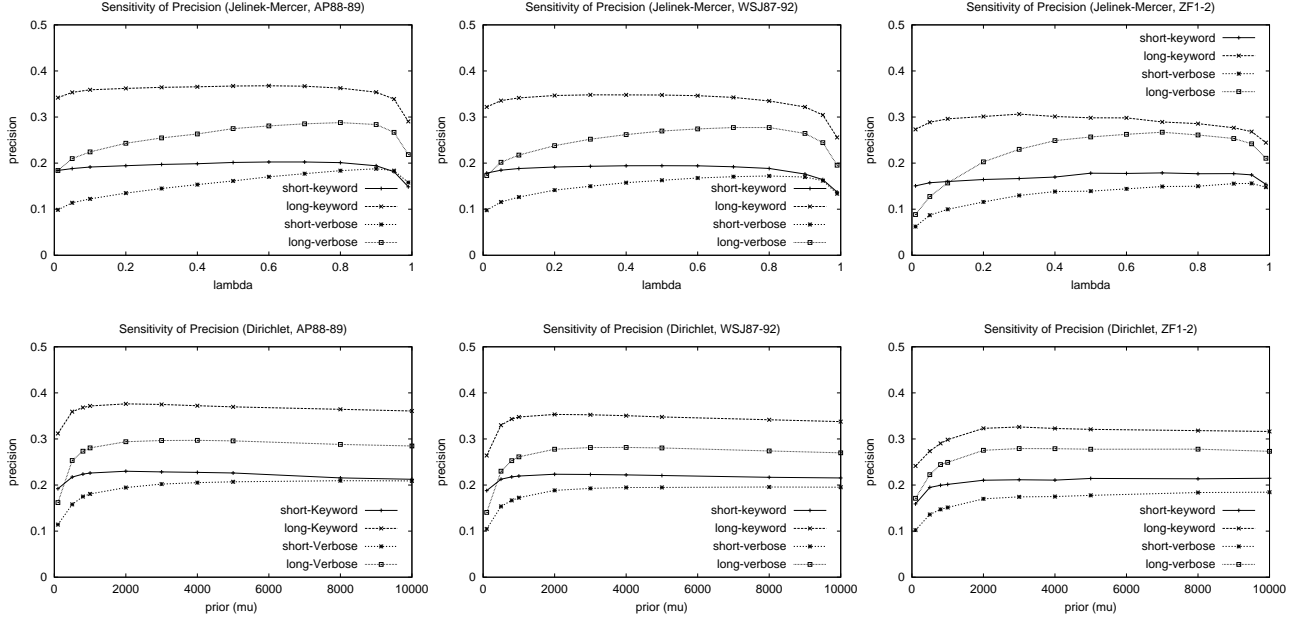 Sensitivity of Precision (Jelinek-Mercer, AP88-89)
0.5
0.4
0.3
0.2
0.1
0
precision
short-keyword
long-keyword
short-verbose
long-verbose
0 0.2 0.4 0.6 0.8 1
lambda
Sensitivity of Precision (Jelinek-Mercer, WSJ87-92)
0.5
0.4
0.3
0.2
0.1
0
precision
short-keyword
long-keyword
short-verbose
long-verbose
0 0.2 0.4 0.6 0.8 1
lambda
Sensitivity of Precision (Jelinek-Mercer, ZF1-2)
0.5
0.4
0.3
0.2
0.1
0
precision
short-keyword
long-keyword
short-verbose
long-verbose
0 0.2 0.4 0.6 0.8 1
lambda
Sensitivity of Precision (Dirichlet, AP88-89)
0.5
0.4
0.3
0.2
0.1
0
precision
short-Keyword
long-Keyword
short-Verbose
long-Verbose
0 2000 4000 6000 8000 10000
prior (mu)
Sensitivity of Precision (Dirichlet, WSJ87-92)
0.5
0.4
0.3
0.2
0.1
0
precision
short-keyword
long-keyword
short-verbose
long-verbose
0 2000 4000 6000 8000 10000
prior (mu)
Sensitivity of Precision (Dirichlet, ZF1-2)
0.5
0.4
0.3
0.2
0.1
0
precision
short-keyword
long-keyword
short-verbose
long-verbose
0 2000 4000 6000 8000 10000
prior (mu)